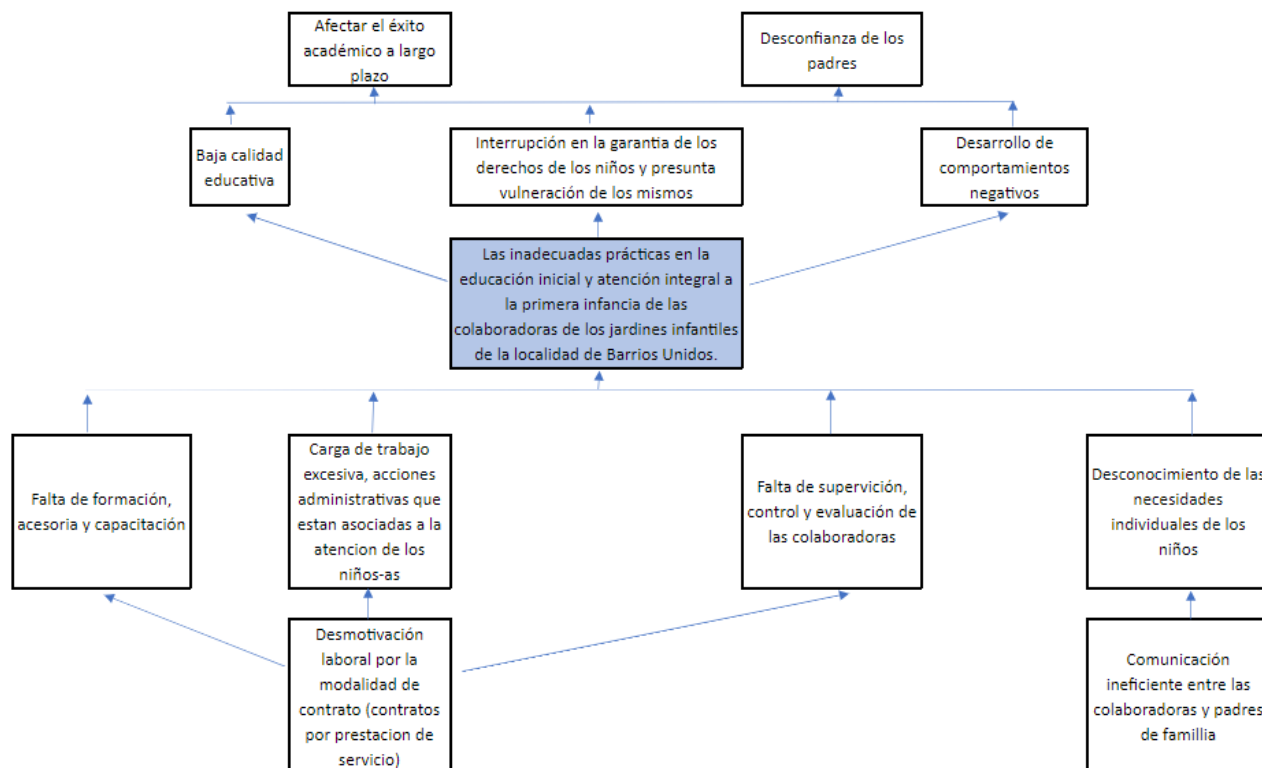 Afectar el éxito
académico a largo
plazo
Desconfianza de los
padres
Baja calidad
educativa
Interrupción en la garantia de los
derechos de los niños y presunta
vulneración de los mismos
Desarrollo de
comportamientos
negativos
Las inadecuadas prácticas en la
educación inicial y atención integral a
la primera infancia de las
colaboradoras de los jardines infantiles
de la localidad de Barrios Unidos.
Falta de formación,
acesoria y capacitación
Carga de trabajo
excesiva, acciones
administrativas que
estan asociadas a la
atencion de los
niños-as
Falta de supervición,
control y evaluación de
las colaboradoras
Desconocimiento de las
necesidades
individuales de los
niños
Desmotivación
laboral por la
modalidad de
contrato (contratos
por prestacion de
servicio)
Comunicación
ineficiente entre las
colaboradoras y padres
de famillia